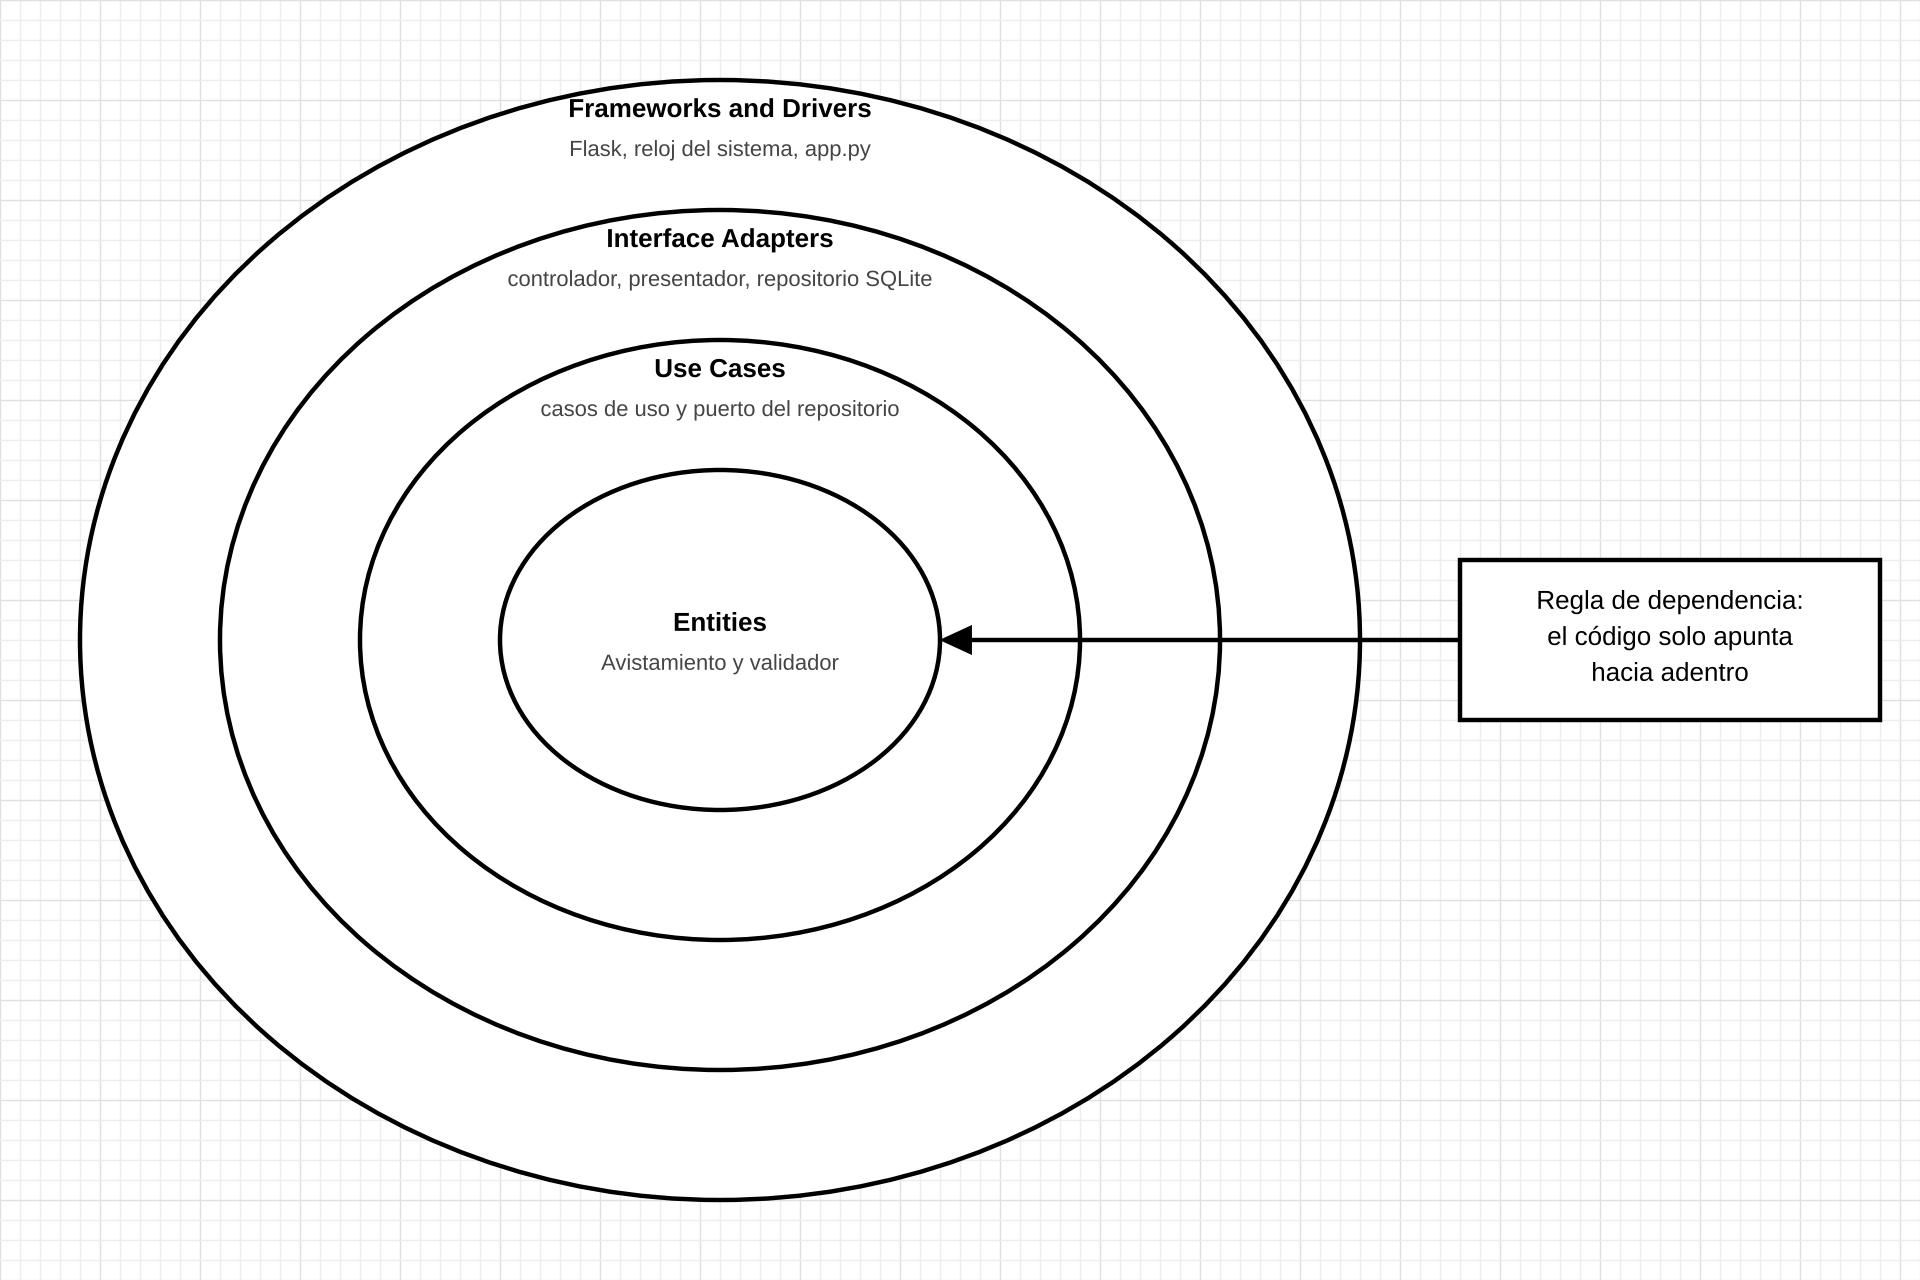 Frameworks and Drivers
Flask, reloj del sistema, app.py
Interface Adapters
controlador, presentador, repositorio SQLite
Use Cases
casos de uso y puerto del repositorio
Entities
Avistamiento y validador
Regla de dependencia:
el código solo apunta
hacia adentro